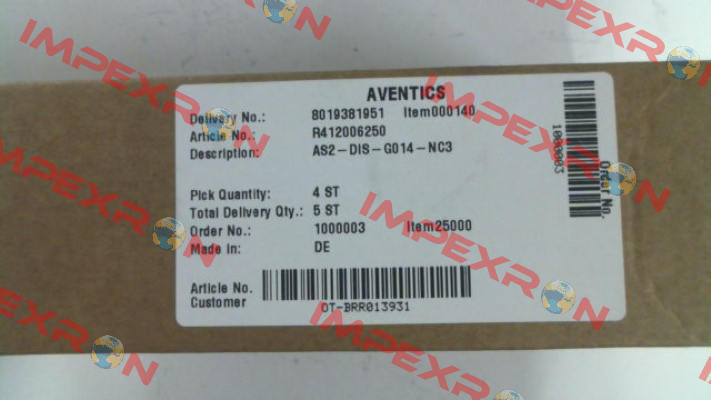 AVENTICS
Delivery No.: 8019381951 Item000140
Article No.: R412006250
Description: AS2-DIS-G014-NC3
Pick Quantity: 4 ST
Total Delivery Qty.: 5 ST
Order No.: 1000003 Item25000
Made in: DE
Article No.
Customer
OT-BRR013931
1000003
Order No.
IMPEXRON
IMPEXRON
IMPEXRON
IMPEXRON
IMPEXRON
IMPEXRON